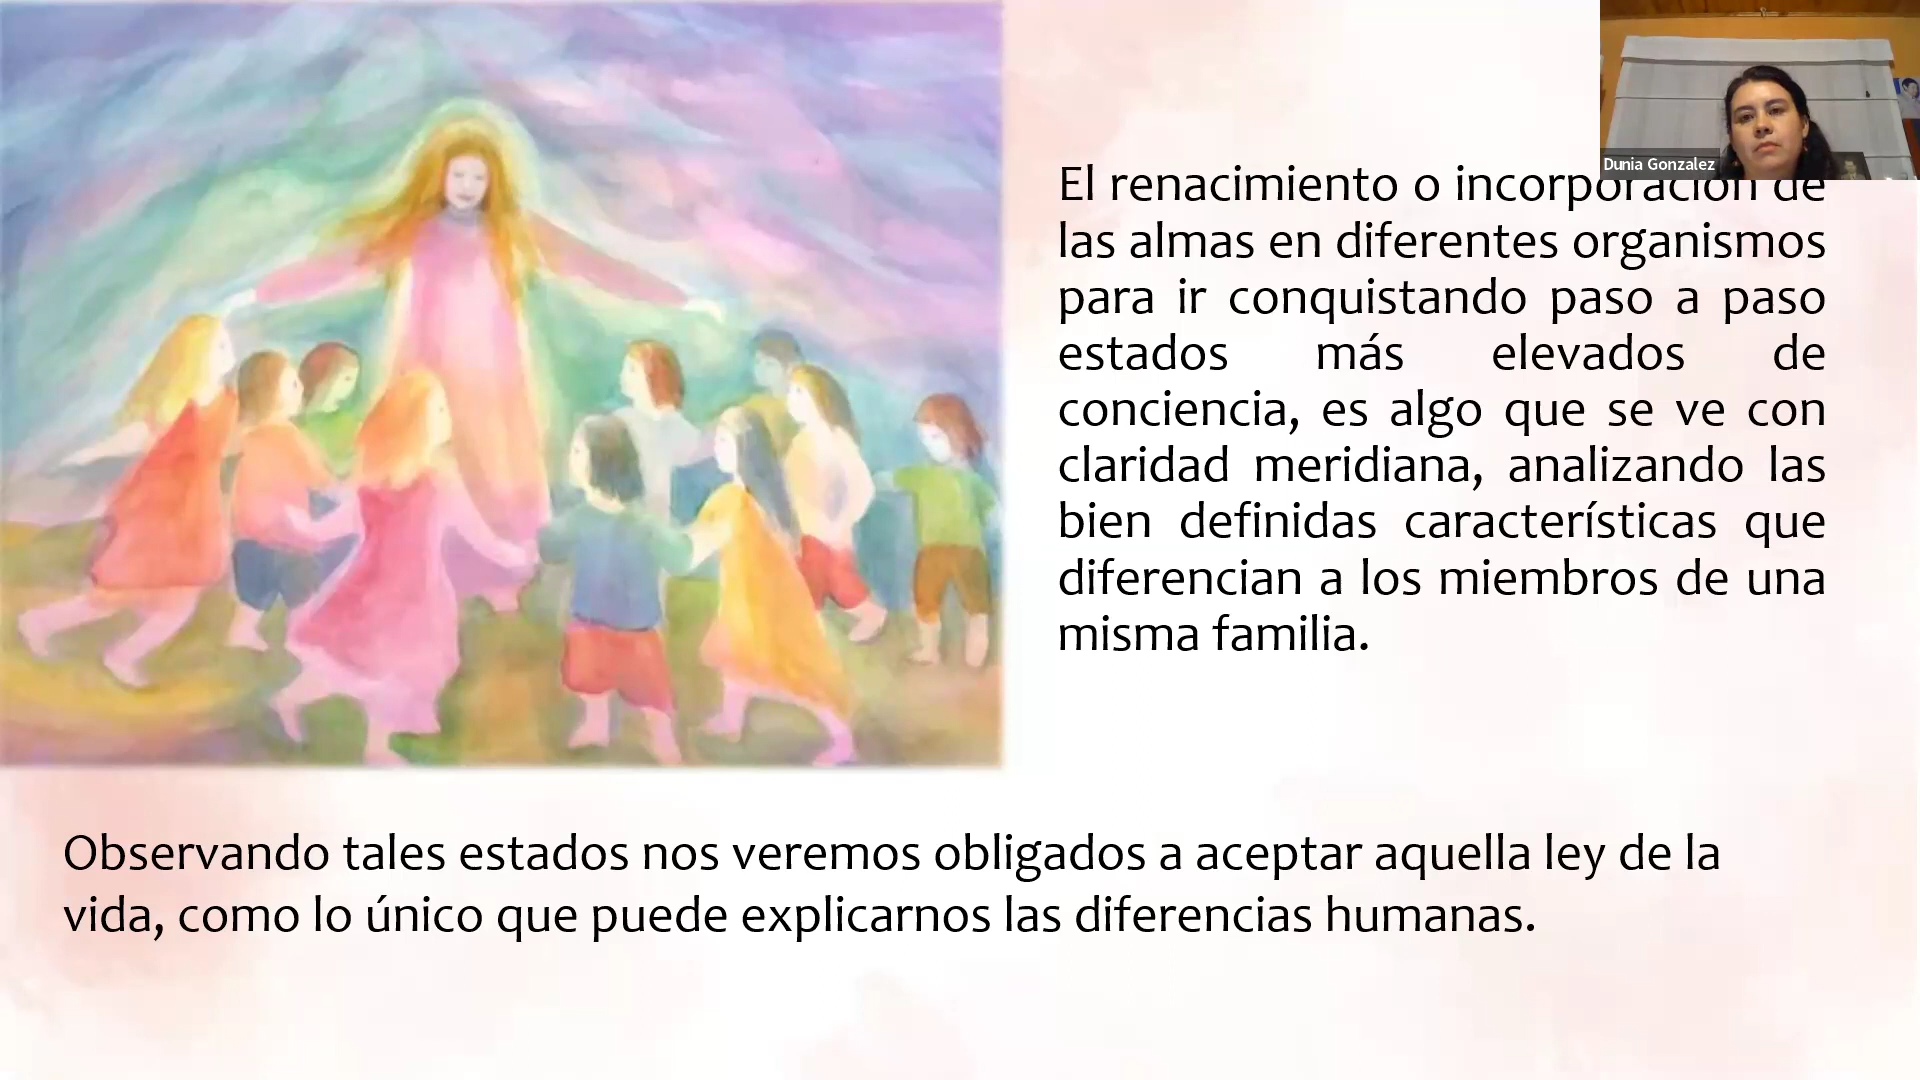 Dunia Gonzalez
El renacimiento o incorporación de
las almas en diferentes organismos
para ir conquistando paso a paso
estados más elevados de
conciencia, es algo que se ve con
claridad meridiana, analizando las
bien definidas características que
diferencian a los miembros de una
misma familia.
Observando tales estados nos veremos obligados a aceptar aquella ley de la
vida, como lo único que puede explicarnos las diferencias humanas.